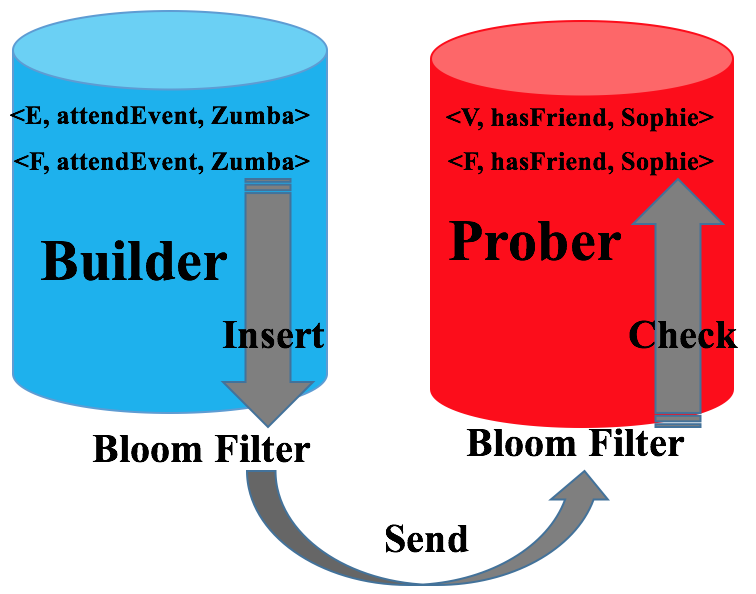 <E, attendEvent, Zumba>
<F, attendEvent, Zumba>
Builder
Insert
Bloom Filter
<V, hasFriend, Sophie>
<F, hasFriend, Sophie>
Prober
Check
Bloom Filter
Send